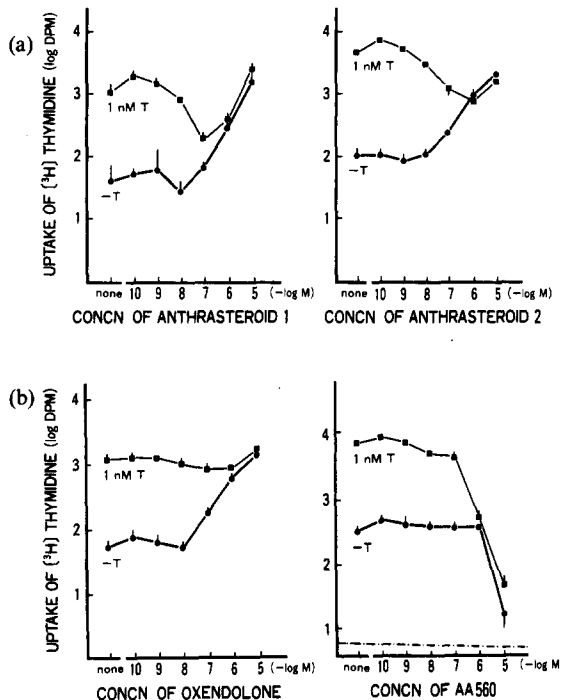 (a)
UPTAKE OF [³H] THYMIDINE (log DPM)
4
3
2
1
1 nM T
–T
none 10 9 8 7 6 5 (-log M)
CONCN OF ANTHRASTEROID 1
4
3
2
1
1 nM T
–T
none 10 9 8 7 6 5 (-log M)
CONCN OF ANTHRASTEROID 2
(b)
UPTAKE OF [³H] THYMIDINE (log DPM)
4
3
2
1
1 nM T
–T
none 10 9 8 7 6 5 (-log M)
CONCN OF OXENDOLONE
4
3
2
1
1 nM T
–T
none 10 9 8 7 6 5 (-log M)
CONCN OF AA560